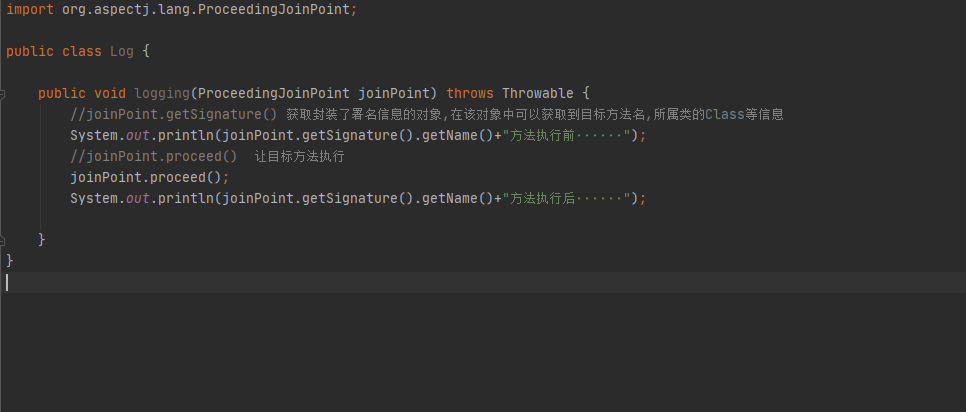 import org.aspectj.lang.ProceedingJoinPoint;
public class Log {
public void logging(ProceedingJoinPoint joinPoint) throws Throwable {
//joinPoint.getSignature() 获取封装了署名信息的对象,在该对象中可以获取到目标方法名,所属类的Class等信息
System.out.println(joinPoint.getSignature().getName()+"方法执行前······");
//joinPoint.proceed()  让目标方法执行
joinPoint.proceed();
System.out.println(joinPoint.getSignature().getName()+"方法执行后······");
}
}